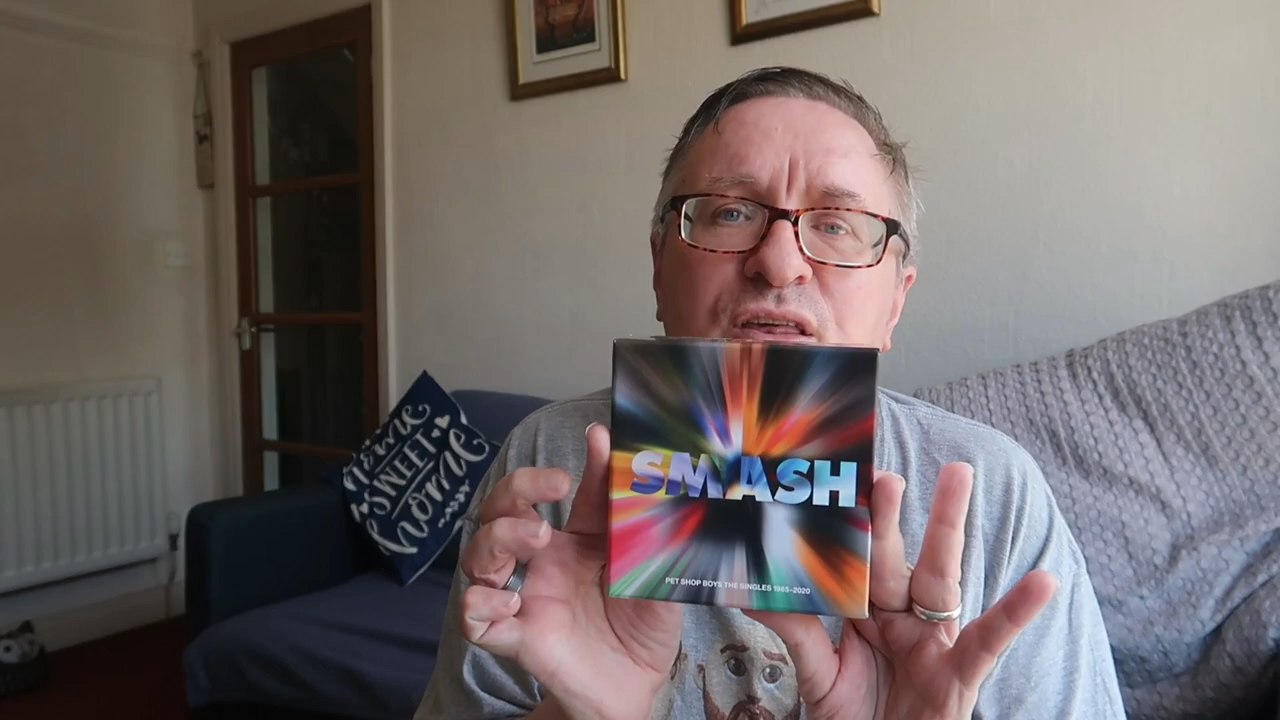 home
SWEET
home
SMASH
PET SHOP BOYS THE SINGLES 1985–2020